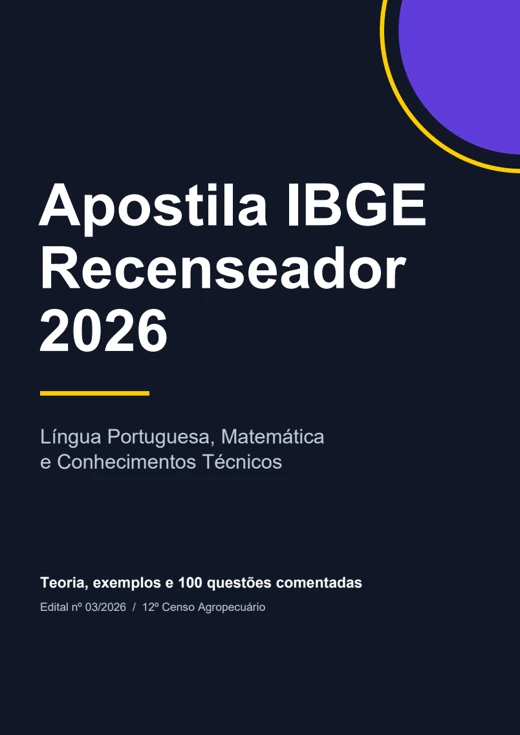 Apostila IBGE
Recenseador
2026
Língua Portuguesa, Matemática
e Conhecimentos Técnicos
Teoria, exemplos e 100 questões comentadas
Edital nº 03/2026 / 12º Censo Agropecuário